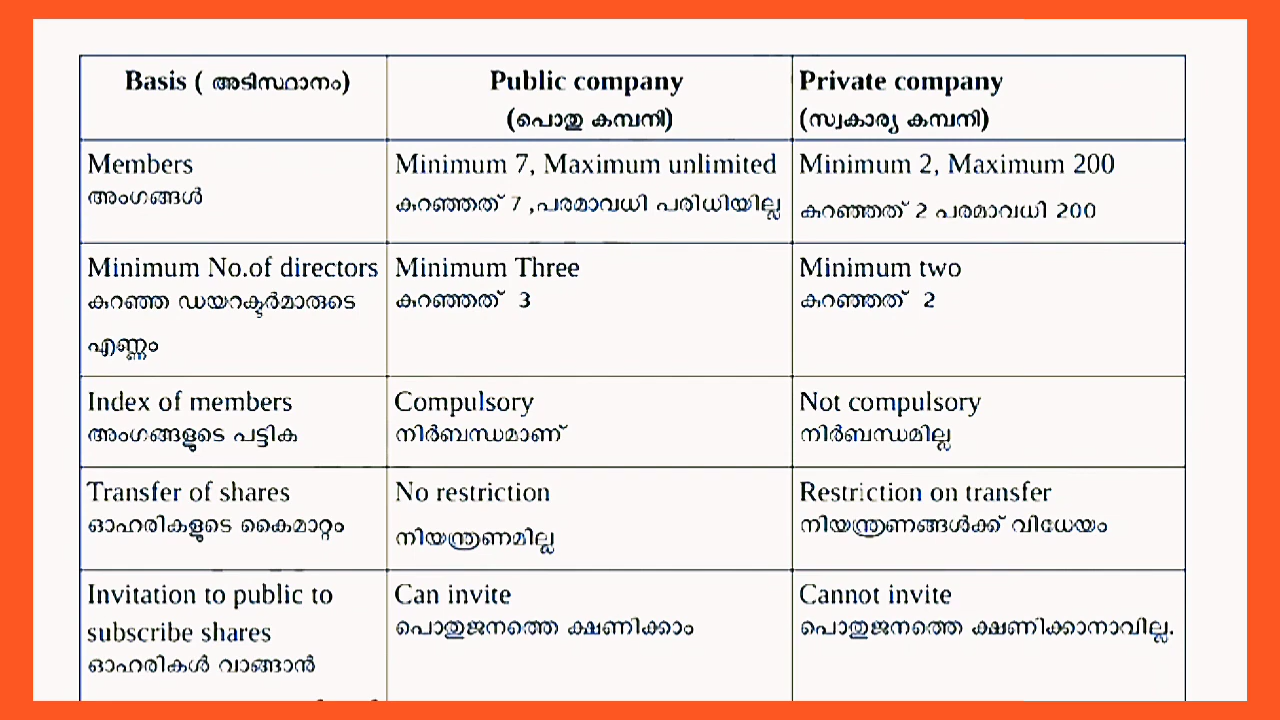 Basis ( അടിസ്ഥാനം)
Public company
(പൊതു കമ്പനി)
Private company
(സ്വകാര്യ കമ്പനി)
Members
അംഗങ്ങൾ
Minimum 7, Maximum unlimited
കുറഞ്ഞത് 7 ,പരമാവധി പരിധിയില്ല
Minimum 2, Maximum 200
കുറഞ്ഞത് 2 പരമാവധി 200
Minimum No.of directors
കുറഞ്ഞ ഡയറക്ടർമാരുടെ
എണ്ണം
Minimum Three
കുറഞ്ഞത് 3
Minimum two
കുറഞ്ഞത് 2
Index of members
അംഗങ്ങളുടെ പട്ടിക
Compulsory
നിർബന്ധമാണ്
Not compulsory
നിർബന്ധമില്ല
Transfer of shares
ഓഹരികളുടെ കൈമാറ്റം
No restriction
നിയന്ത്രണമില്ല
Restriction on transfer
നിയന്ത്രണങ്ങൾക്ക് വിധേയം
Invitation to public to
subscribe shares
ഓഹരികൾ വാങ്ങാൻ
Can invite
പൊതുജനത്തെ ക്ഷണിക്കാം
Cannot invite
പൊതുജനത്തെ ക്ഷണിക്കാനാവില്ല.